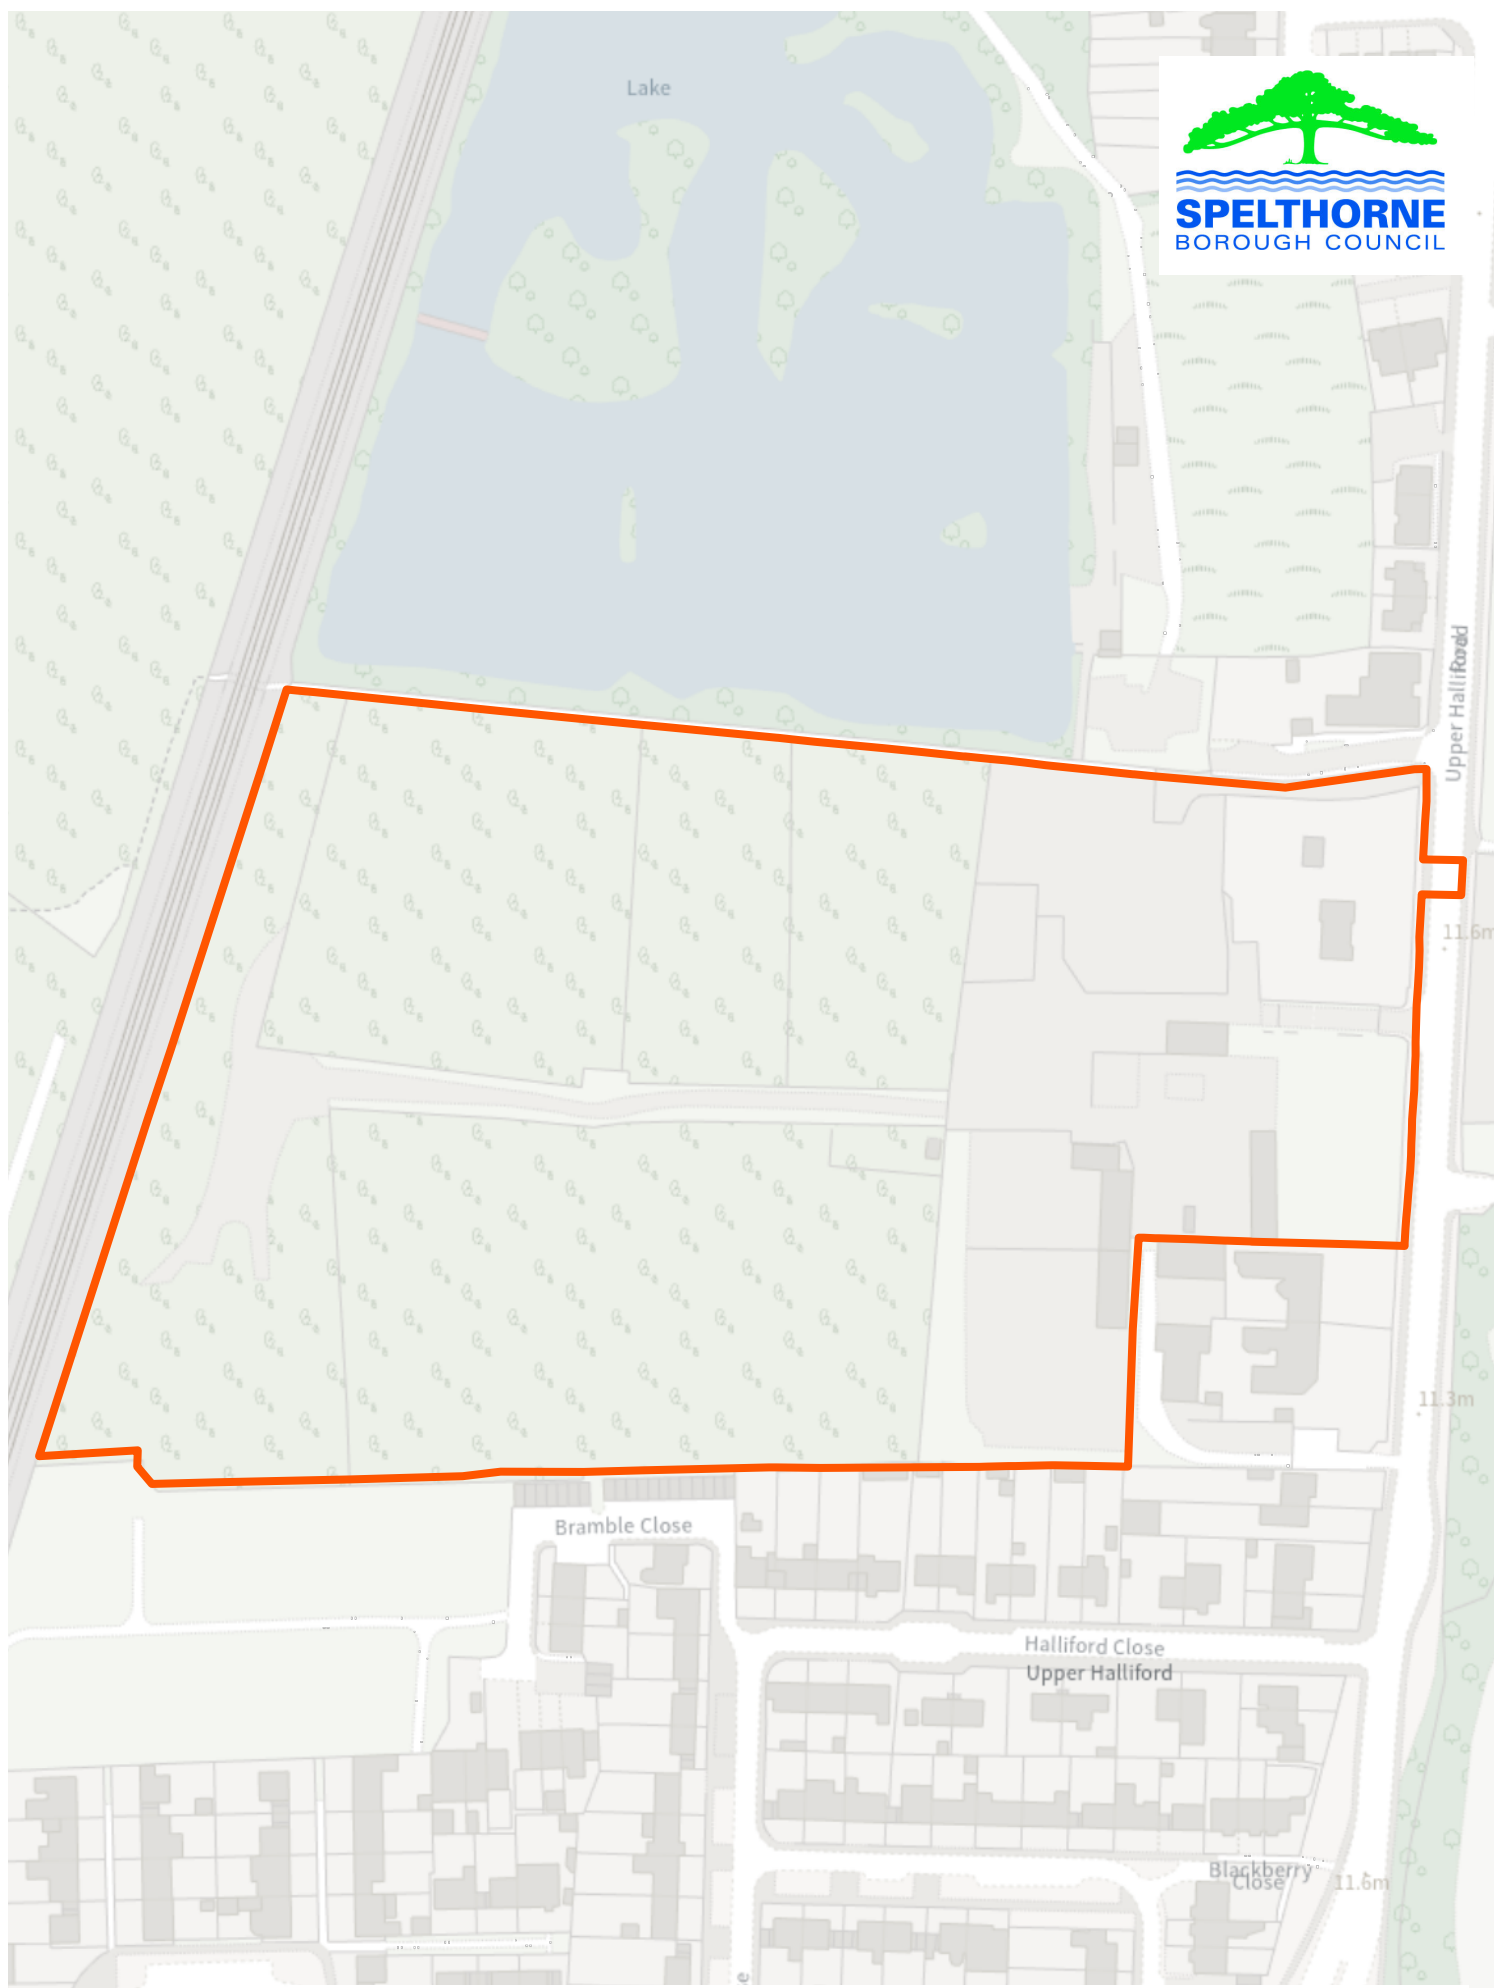 Lake
SPELTHORNE
BOROUGH COUNCIL
Upper Halliford
Road
11.6m
11.3m
Bramble Close
Halliford Close
Upper Halliford
Blackberry
Close
11.6m
e